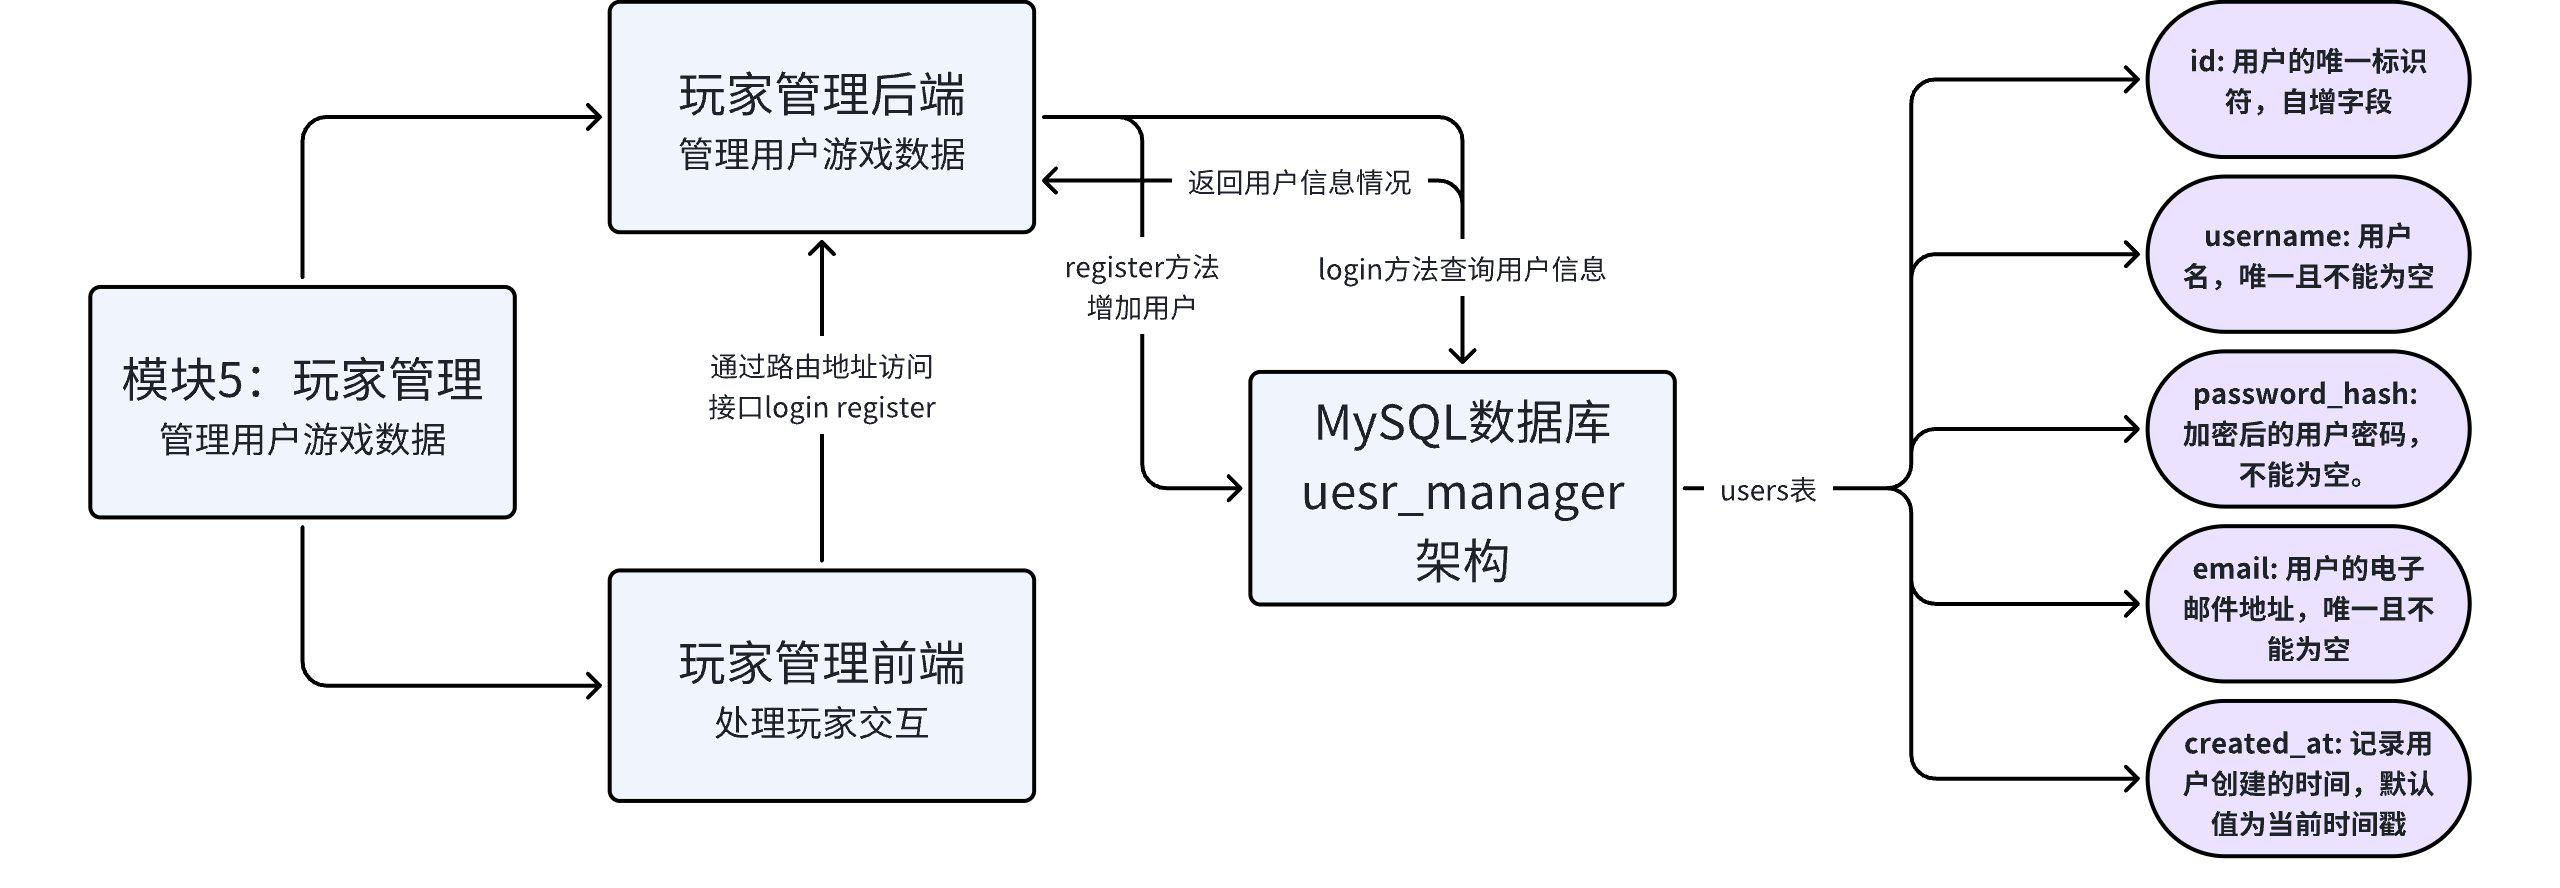 模块5：玩家管理
管理用户游戏数据
玩家管理后端
管理用户游戏数据
通过路由地址访问
接口login register
玩家管理前端
处理玩家交互
返回用户信息情况
register方法
增加用户
login方法查询用户信息
MySQL数据库
uesr_manager
架构
users表
id: 用户的唯一标识
符，自增字段
username: 用户
名，唯一且不能为空
password_hash:
加密后的用户密码，
不能为空。
email: 用户的电子
邮件地址，唯一且不
能为空
created_at: 记录用
户创建的时间，默认
值为当前时间戳